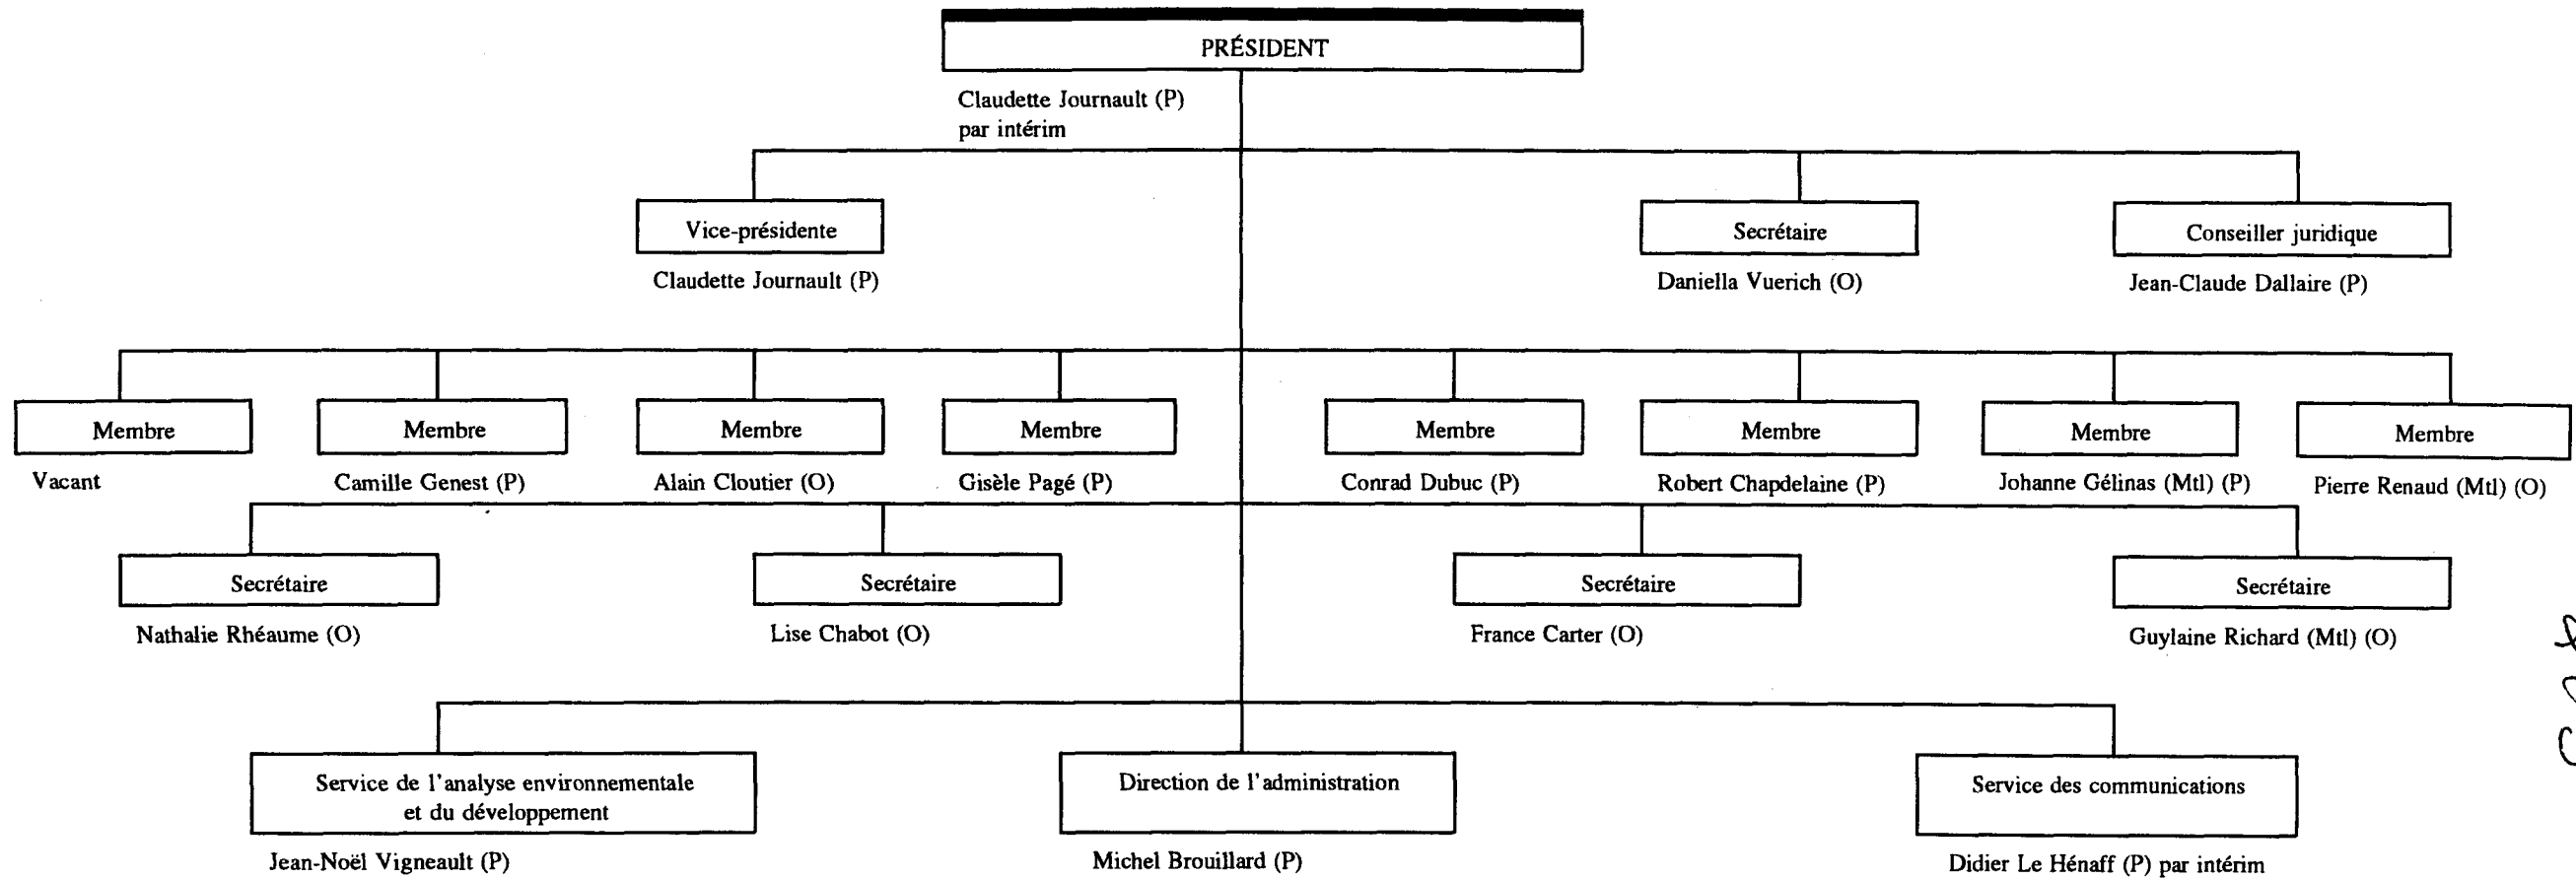 PRÉSIDENT
Claudette Journault (P)
par intérim
Vice-présidente
Claudette Journault (P)
Secrétaire
Daniella Vuerich (O)
Conseiller juridique
Jean-Claude Dallaire (P)
Membre
Vacant
Membre
Camille Genest (P)
Membre
Alain Cloutier (O)
Membre
Gisèle Pagé (P)
Membre
Conrad Dubuc (P)
Membre
Robert Chapdelaine (P)
Membre
Johanne Gélinas (Mtl) (P)
Membre
Pierre Renaud (Mtl) (O)
Secrétaire
Nathalie Rhéaume (O)
Secrétaire
Lise Chabot (O)
Secrétaire
France Carter (O)
Secrétaire
Guylaine Richard (Mtl) (O)
Service de l'analyse environnementale
et du développement
Jean-Noël Vigneault (P)
Direction de l'administration
Michel Brouillard (P)
Service des communications
Didier Le Hénaff (P) par intérim